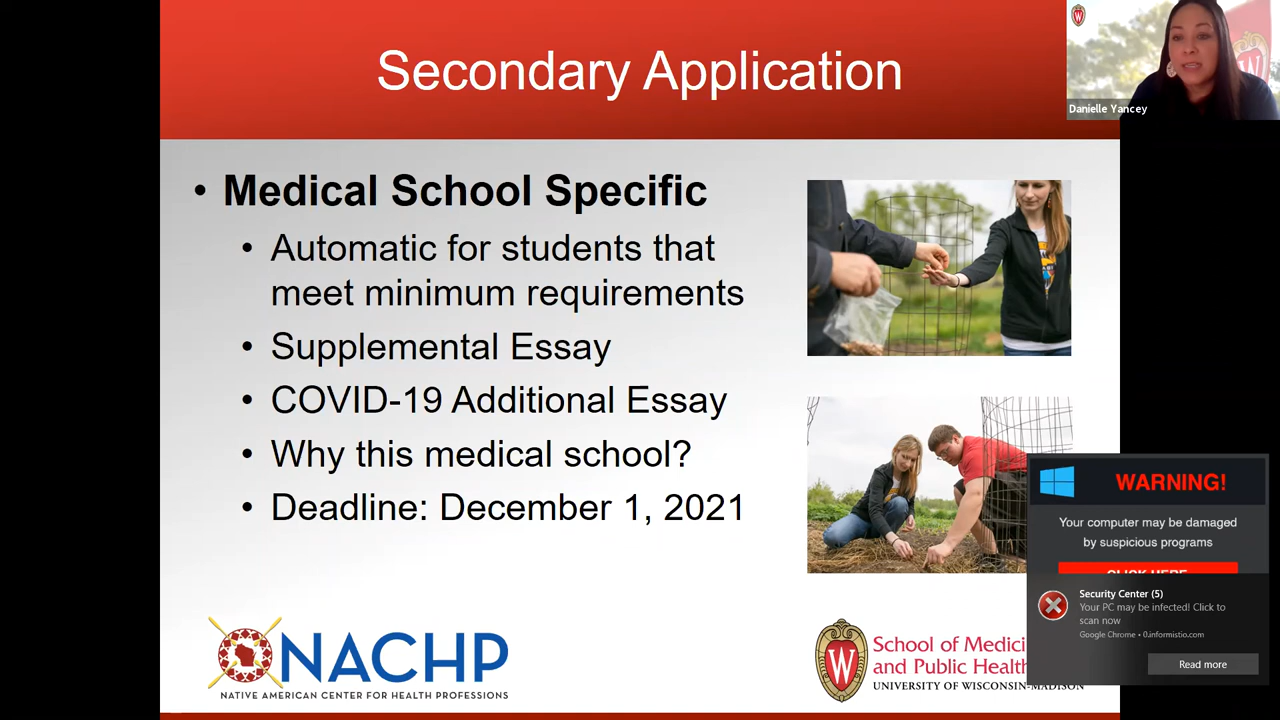 Secondary Application
Danielle Yancey
• Medical School Specific
• Automatic for students that
meet minimum requirements
• Supplemental Essay
• COVID-19 Additional Essay
• Why this medical school?
• Deadline: December 1, 2021
NACHP
NATIVE AMERICAN CENTER FOR HEALTH PROFESSIONS
W
School of Medici
and Public Health
UNIVERSITY OF WISCONSIN-MADISON
WARNING!
Your computer may be damaged
by suspicious programs
CLICK HERE
Security Center (5)
Your PC may be infected! Click to
scan now
Google Chrome • 0.informistio.com
Read more